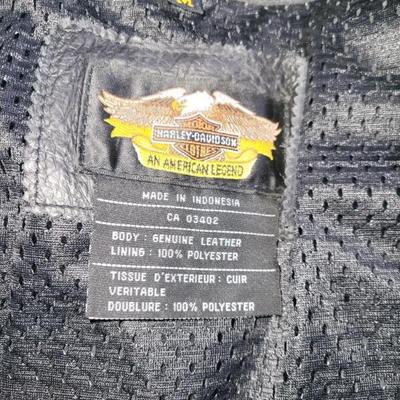 M
MOTOR
HARLEY-DAVIDSON
CLOTHES
AN AMERICAN LEGEND
MADE IN INDONESIA
CA 03402
BODY : GENUINE LEATHER
LINING : 100% POLYESTER
TISSUE D'EXTERIEUR : CUIR
VERITABLE
DOUBLURE : 100% POLYESTER